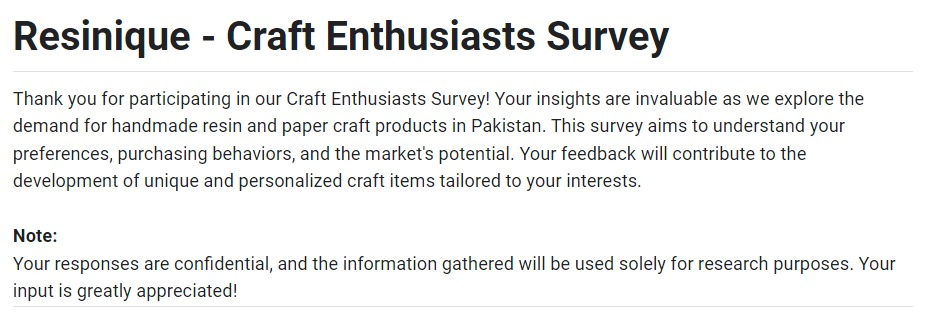 Resinique - Craft Enthusiasts Survey
Thank you for participating in our Craft Enthusiasts Survey! Your insights are invaluable as we explore the
demand for handmade resin and paper craft products in Pakistan. This survey aims to understand your
preferences, purchasing behaviors, and the market's potential. Your feedback will contribute to the
development of unique and personalized craft items tailored to your interests.
Note:
Your responses are confidential, and the information gathered will be used solely for research purposes. Your
input is greatly appreciated!